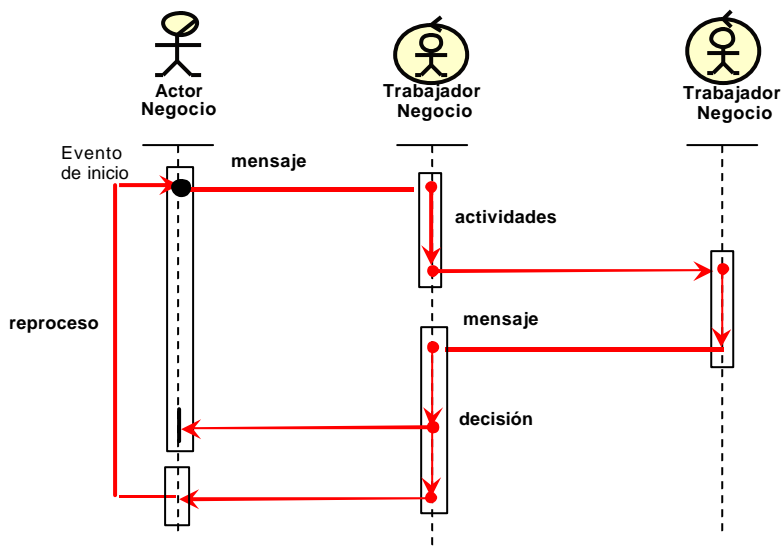 Actor
Negocio
Trabajador
Negocio
Trabajador
Negocio
Evento
de inicio
mensaje
actividades
reproceso
mensaje
decisión